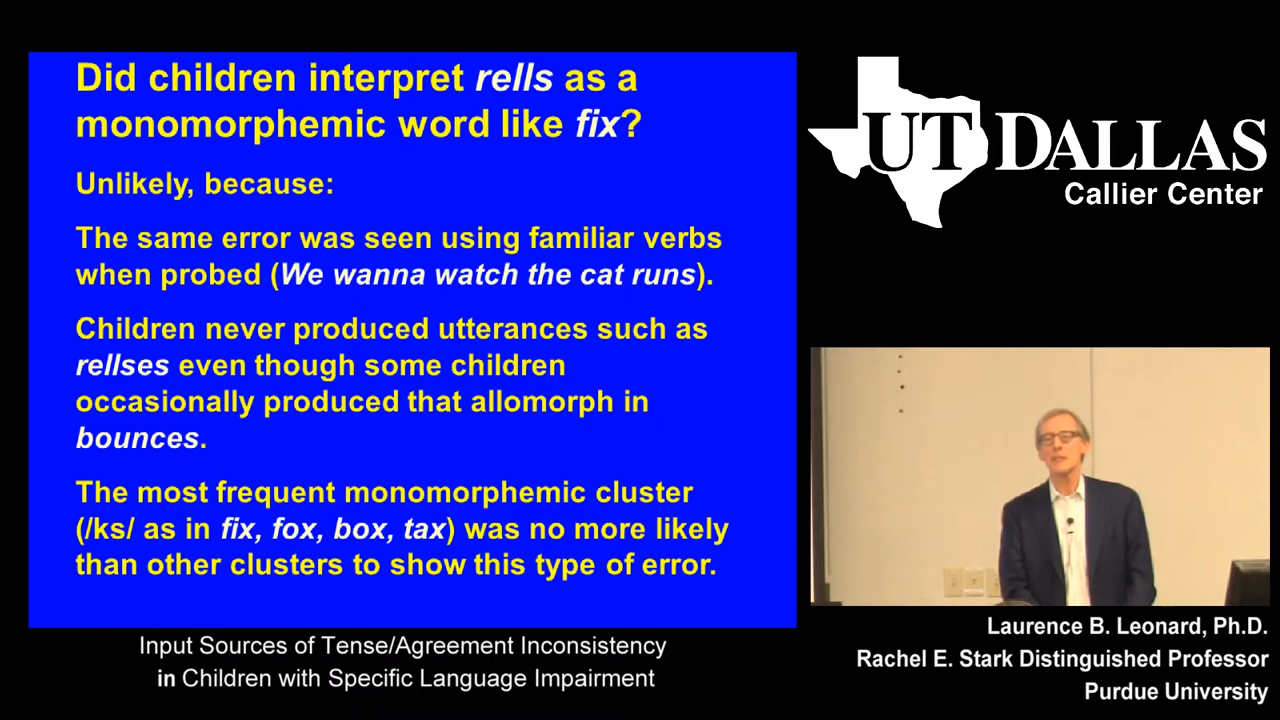 Did children interpret rells as a
monomorphemic word like fix?
Unlikely, because:
The same error was seen using familiar verbs
when probed (We wanna watch the cat runs).
Children never produced utterances such as
rellses even though some children
occasionally produced that allomorph in
bounces.
The most frequent monomorphemic cluster
(/ks/ as in fix, fox, box, tax) was no more likely
than other clusters to show this type of error.
UT DALLAS
Callier Center
Input Sources of Tense/Agreement Inconsistency
in Children with Specific Language Impairment
Laurence B. Leonard, Ph.D.
Rachel E. Stark Distinguished Professor
Purdue University